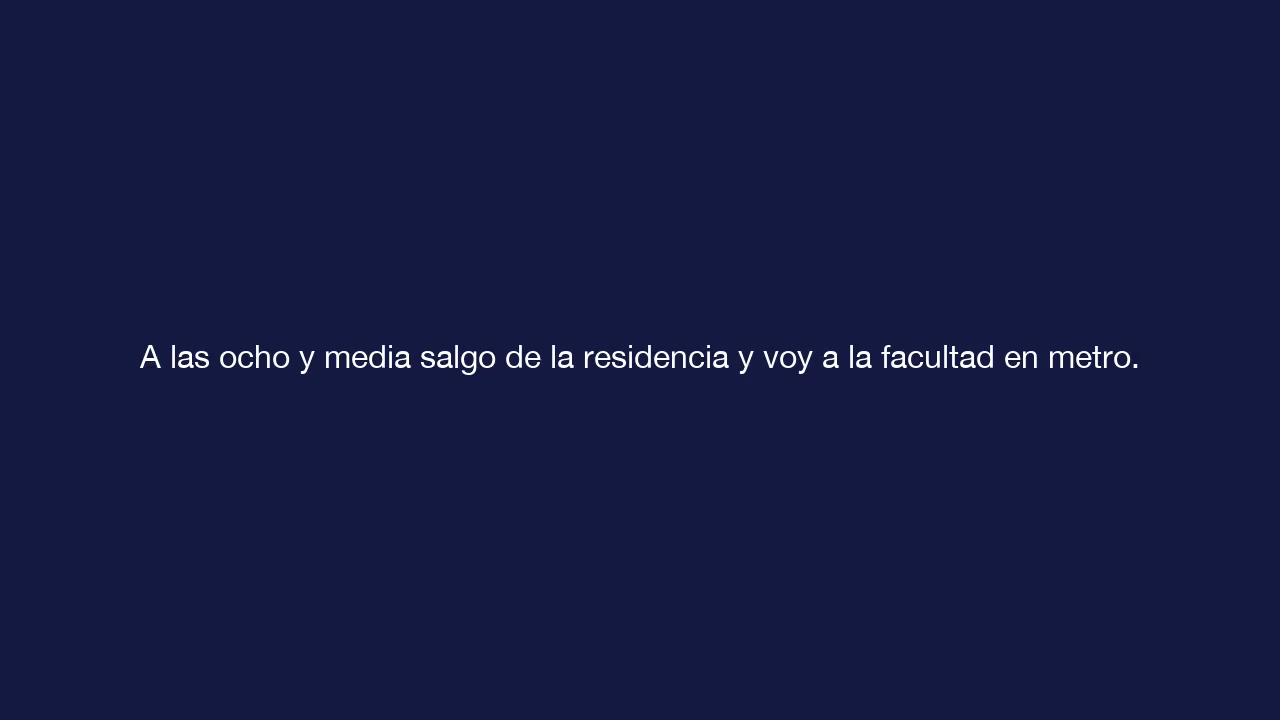 A las ocho y media salgo de la residencia y voy a la facultad en metro.